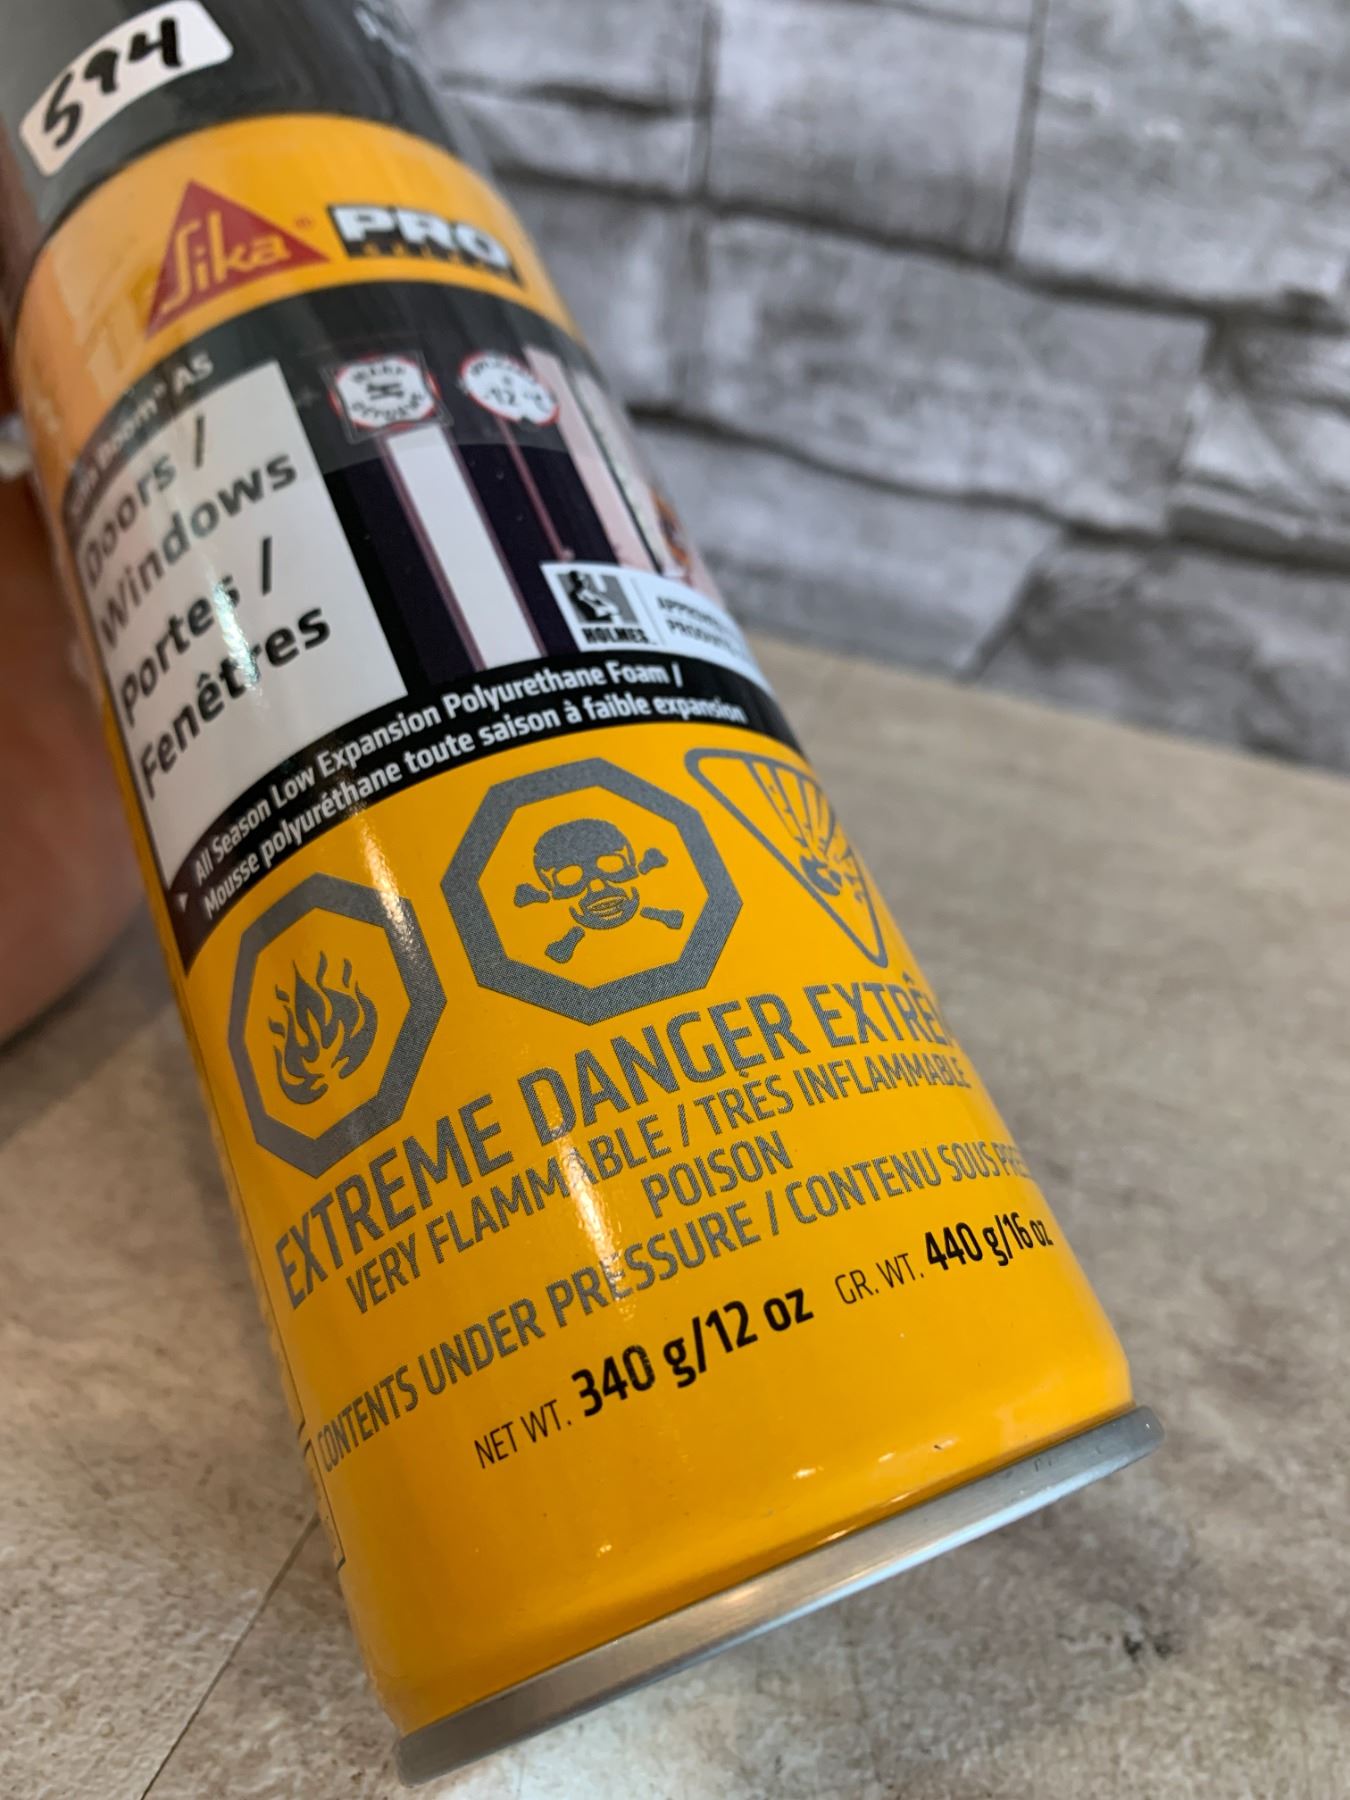 594
Sika® PRO
Boom® AS
Doors /
Windows
Portes /
Fenêtres
HOLMES
All Season Low Expansion Polyurethane Foam /
Mousse polyuréthane toute saison à faible expansion
EXTREME DANGER EXTRÊ
VERY FLAMMABLE / TRÈS INFLAMMABLE
POISON
CONTENTS UNDER PRESSURE / CONTENU SOUS
NET WT. 340 g/12 oz GR. WT. 440 g/16 oz